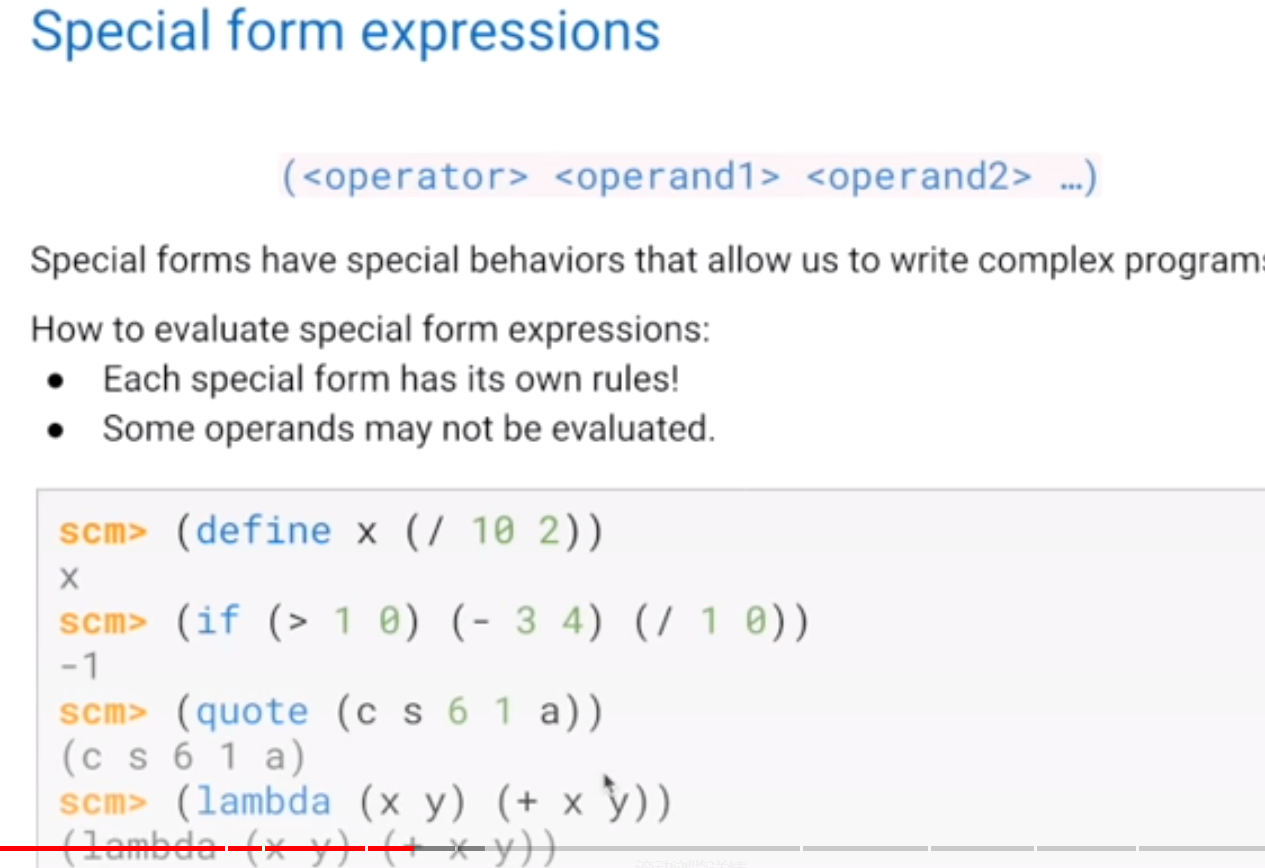 Special form expressions
(<operator> <operand1> <operand2> …)
Special forms have special behaviors that allow us to write complex programs
How to evaluate special form expressions:
● Each special form has its own rules!
● Some operands may not be evaluated.
scm> (define x (/ 10 2))
x
scm> (if (> 1 0) (- 3 4) (/ 1 0))
-1
scm> (quote (c s 6 1 a))
(c s 6 1 a)
scm> (lambda (x y) (+ x y))
(lambda (x y) (+ x y))